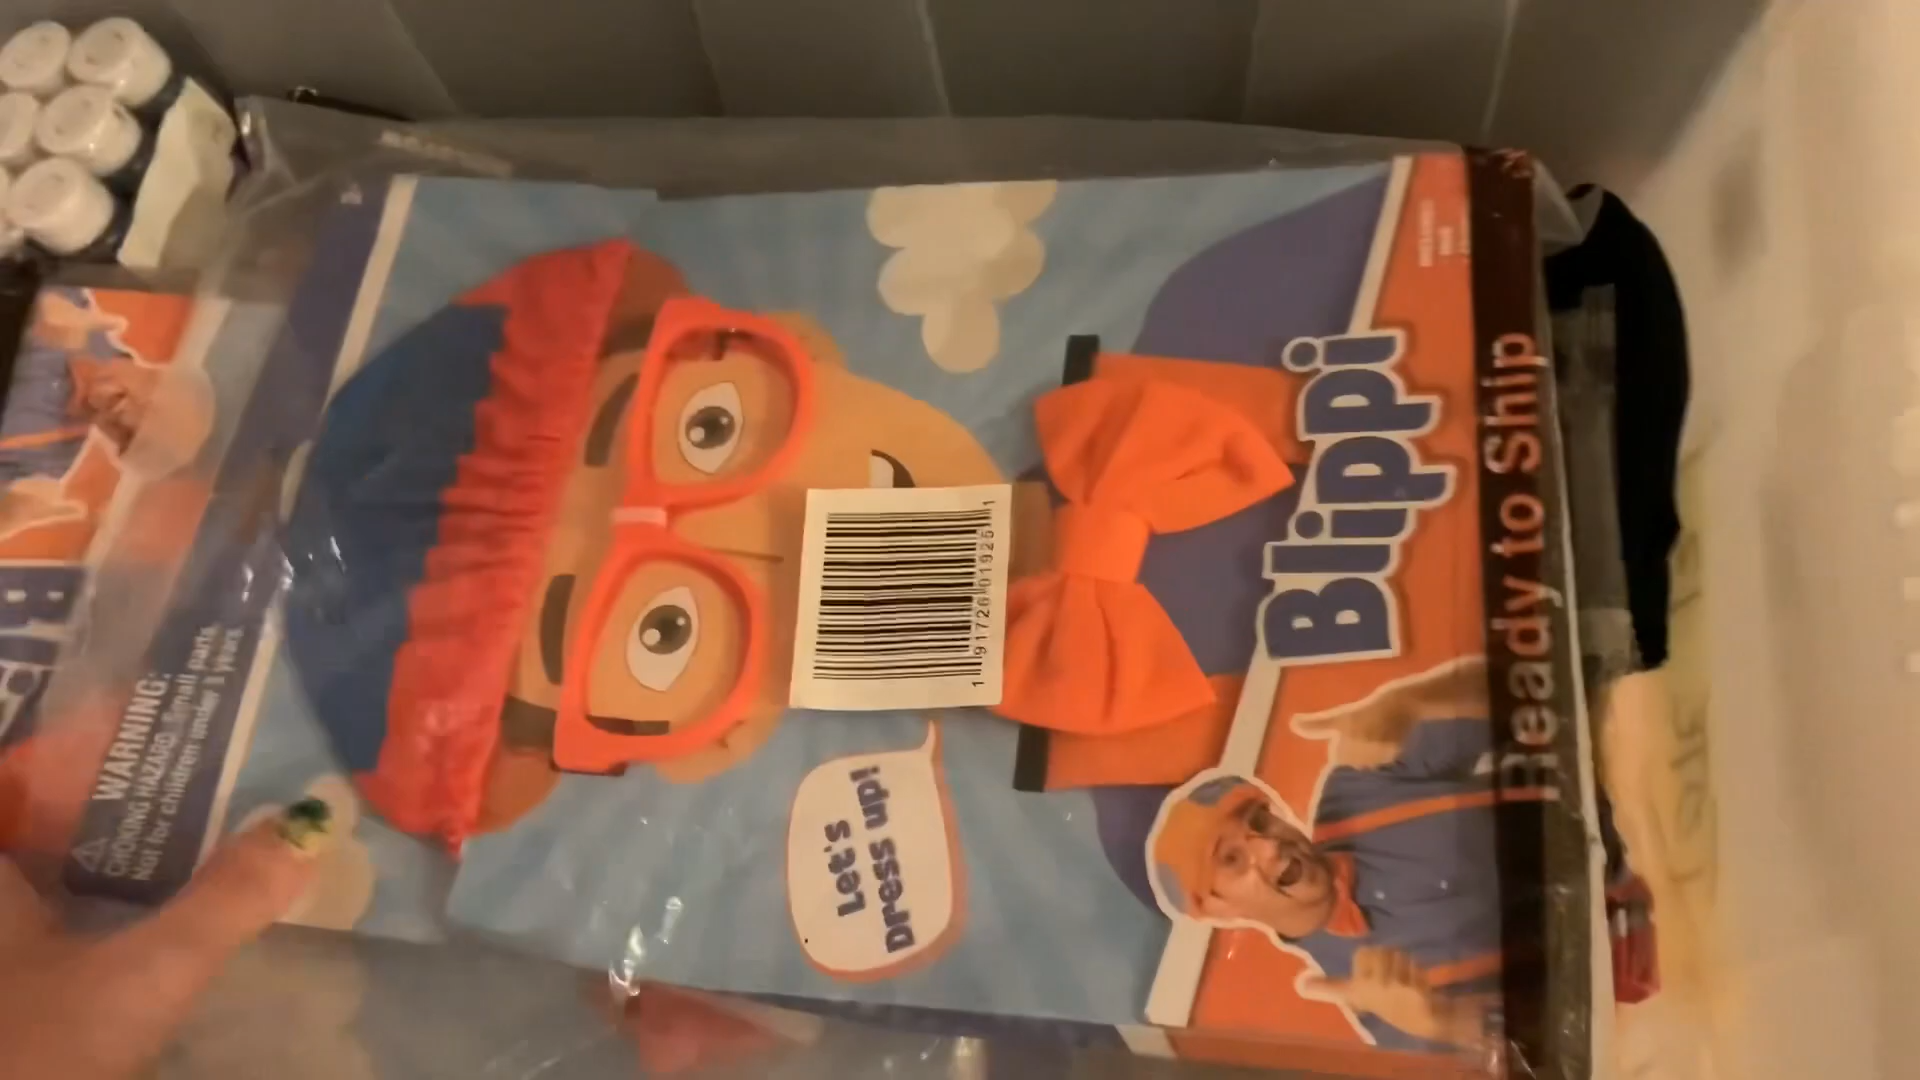 Blippi
Ready to Ship
Let's
Dress up!
WARNING:
CHOKING HAZARD: Small parts.
Not for children under 3 years.
1 91726 01925 1
INCLUDES